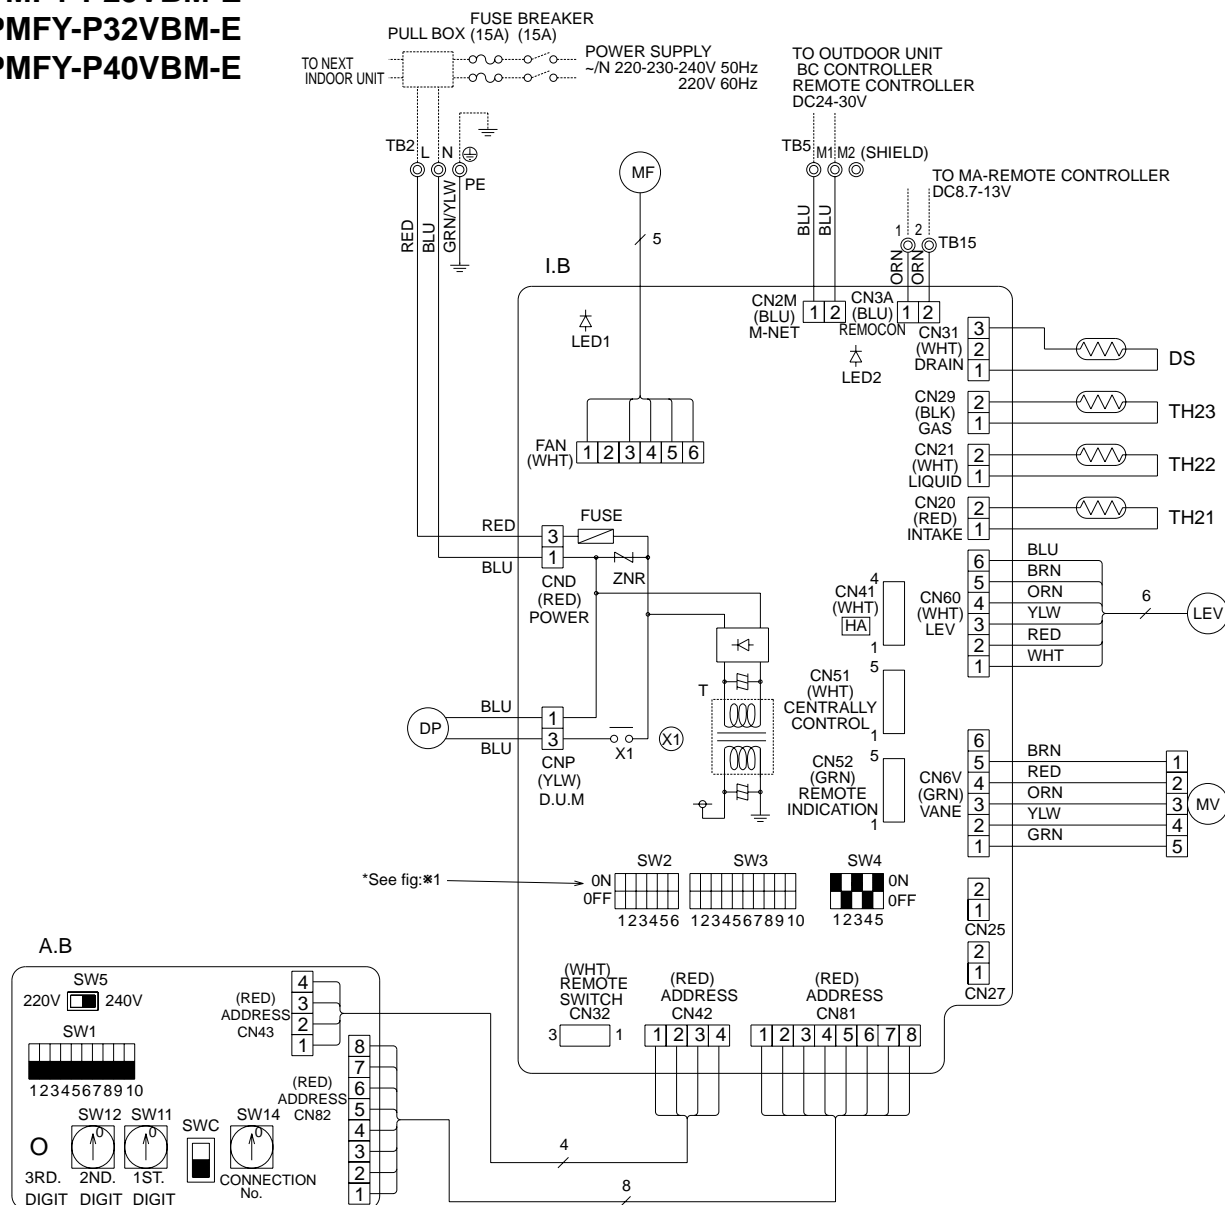 PMFY-P32VBM-E
PMFY-P40VBM-E
FUSE BREAKER
PULL BOX (15A) (15A)
TO NEXT
INDOOR UNIT
POWER SUPPLY
~/N 220-230-240V 50Hz
220V 60Hz
TO OUTDOOR UNIT
BC CONTROLLER
REMOTE CONTROLLER
DC24-30V
TB2 L N
PE
RED
BLU
GRN/YLW
MF
5
TB5 M1 M2 (SHIELD)
BLU
BLU
TO MA-REMOTE CONTROLLER
DC8.7-13V
1 2
TB15
ORN
ORN
I.B
LED1
CN2M
(BLU)
M-NET
1 2
CN3A
(BLU)
REMOCON
1 2
LED2
CN31
(WHT)
DRAIN
3
2
1
DS
CN29
(BLK)
GAS
2
1
TH23
CN21
(WHT)
LIQUID
2
1
TH22
CN20
(RED)
INTAKE
2
1
TH21
FAN
(WHT)
1 2 3 4 5 6
RED
BLU
3
1
FUSE
ZNR
CND
(RED)
POWER
CN41
(WHT)
HA
4
1
CN60
(WHT)
LEV
6
5
4
3
2
1
BLU
BRN
ORN
YLW
RED
WHT
6
LEV
T
CN51
(WHT)
CENTRALLY
CONTROL
5
1
DP
BLU
BLU
1
3
CNP
(YLW)
D.U.M
X1
X1
CN52
(GRN)
REMOTE
INDICATION
5
1
CN6V
(GRN)
VANE
6
5
4
3
2
1
BRN
RED
ORN
YLW
GRN
1
2
3
4
5
MV
*See fig:※1
SW2
0N
0FF
123456
SW3
12345678910
SW4
0N
0FF
12345
2
1
CN25
2
1
CN27
(WHT)
REMOTE
SWITCH
CN32
3 1
(RED)
ADDRESS
CN42
1 2 3 4
(RED)
ADDRESS
CN81
1 2 3 4 5 6 7 8
A.B
SW5
220V 240V
SW1
12345678910
(RED)
ADDRESS
CN43
4
3
2
1
(RED)
ADDRESS
CN82
8
7
6
5
4
3
2
1
SW12 SW11
SWC
SW14
0 0 0
O
3RD.
DIGIT
2ND.
DIGIT
1ST.
DIGIT
CONNECTION
No.
4
8